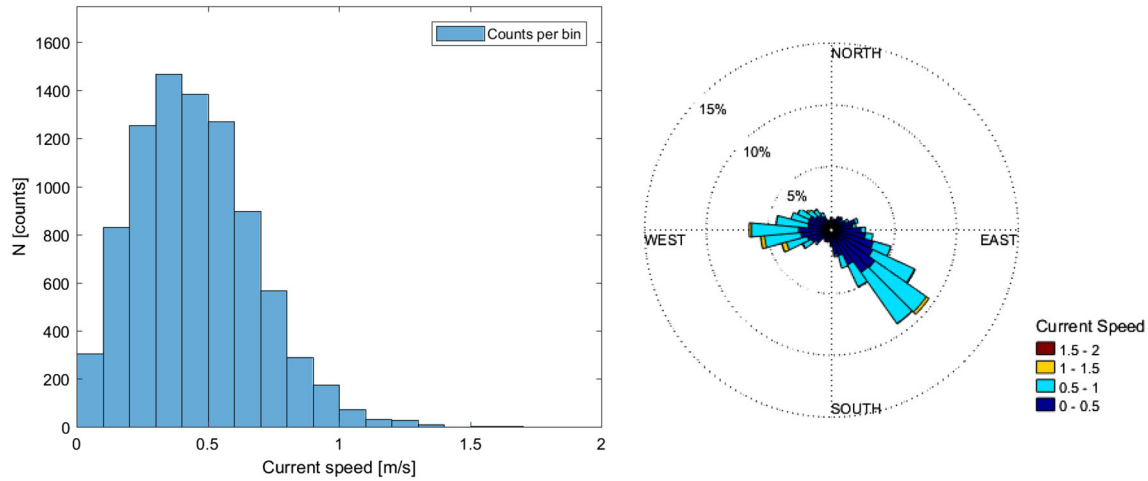 1600
1400
1200
1000
800
600
400
200
0
N [counts]
Counts per bin
0
0.5
1
1.5
2
Current speed [m/s]
NORTH
15%
10%
5%
WEST
EAST
SOUTH
Current Speed
1.5 - 2
1 - 1.5
0.5 - 1
0 - 0.5